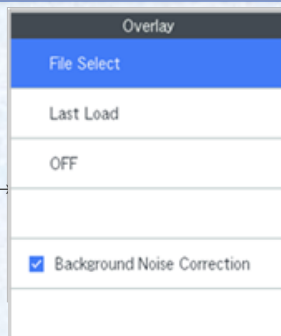 Overlay
File Select
Last Load
OFF
Background Noise Correction